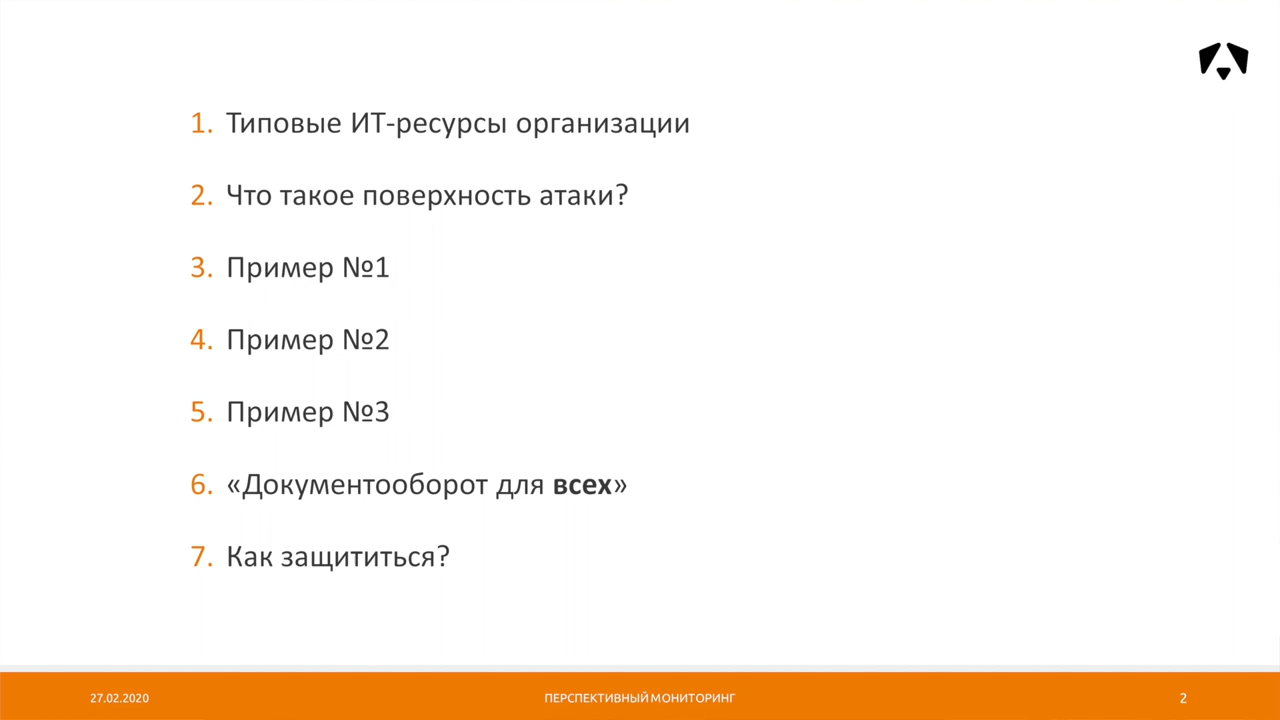 1. Типовые ИТ-ресурсы организации
2. Что такое поверхность атаки?
3. Пример №1
4. Пример №2
5. Пример №3
6. «Документооборот для всех»
7. Как защититься?
27.02.2020
ПЕРСПЕКТИВНЫЙ МОНИТОРИНГ
2